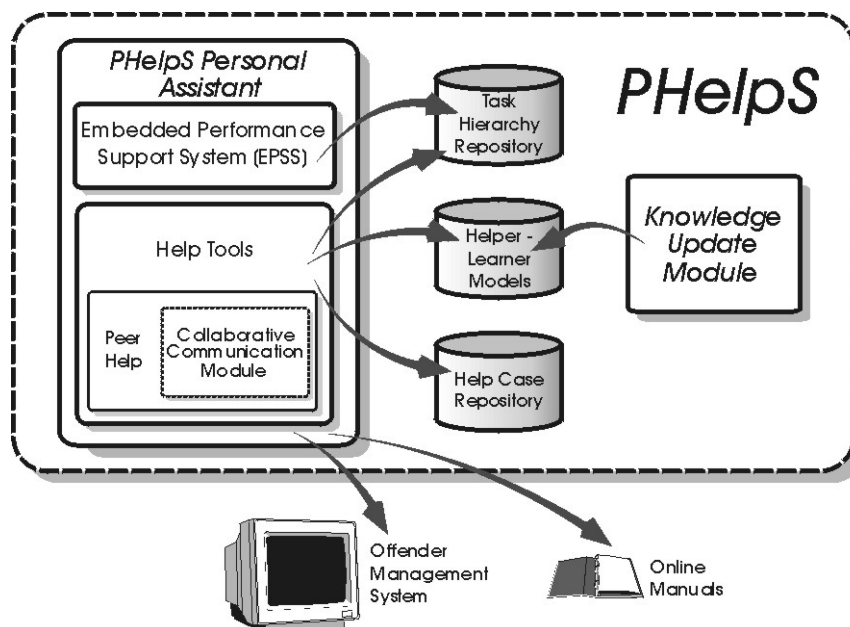 PHelpS Personal
Assistant
Embedded Performance
Support System (EPSS)
Help Tools
Peer
Help
Collaborative
Communication
Module
Task
Hierarchy
Repository
Helper -
Learner
Models
Help Case
Repository
PHelpS
Knowledge
Update
Module
Offender
Management
System
Online
Manuals